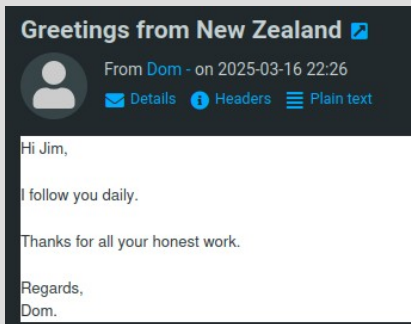 Greetings from New Zealand
From Dom - on 2025-03-16 22:26
Details Headers Plain text
Hi Jim,
I follow you daily.
Thanks for all your honest work.
Regards,
Dom.